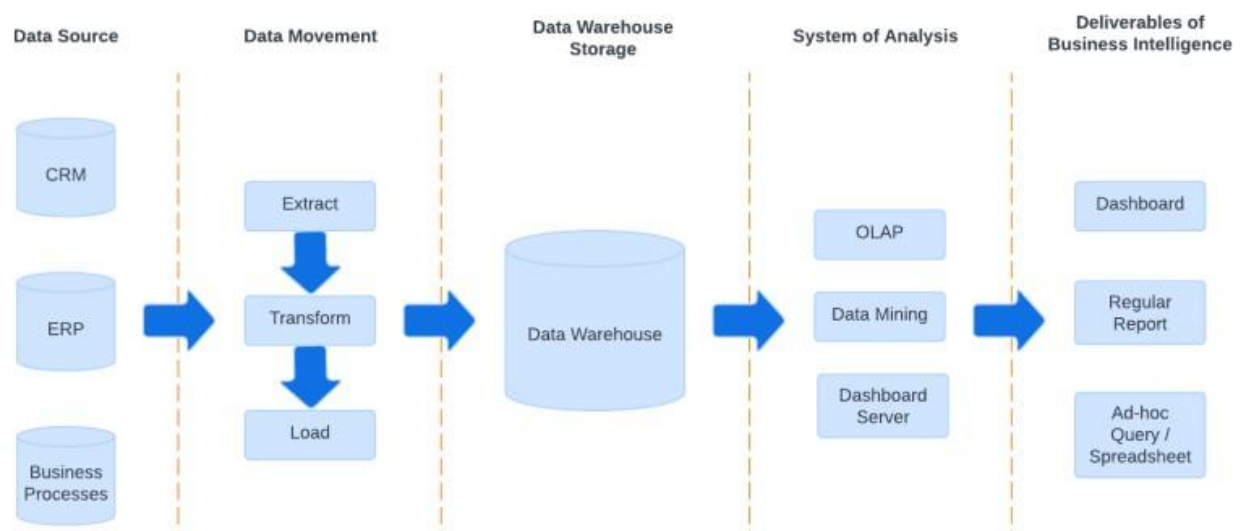 Data Source
Data Movement
Data Warehouse
Storage
System of Analysis
Deliverables of
Business Intelligence
CRM
ERP
Business
Processes
Extract
Transform
Load
Data Warehouse
OLAP
Data Mining
Dashboard
Server
Dashboard
Regular
Report
Ad-hoc
Query /
Spreadsheet